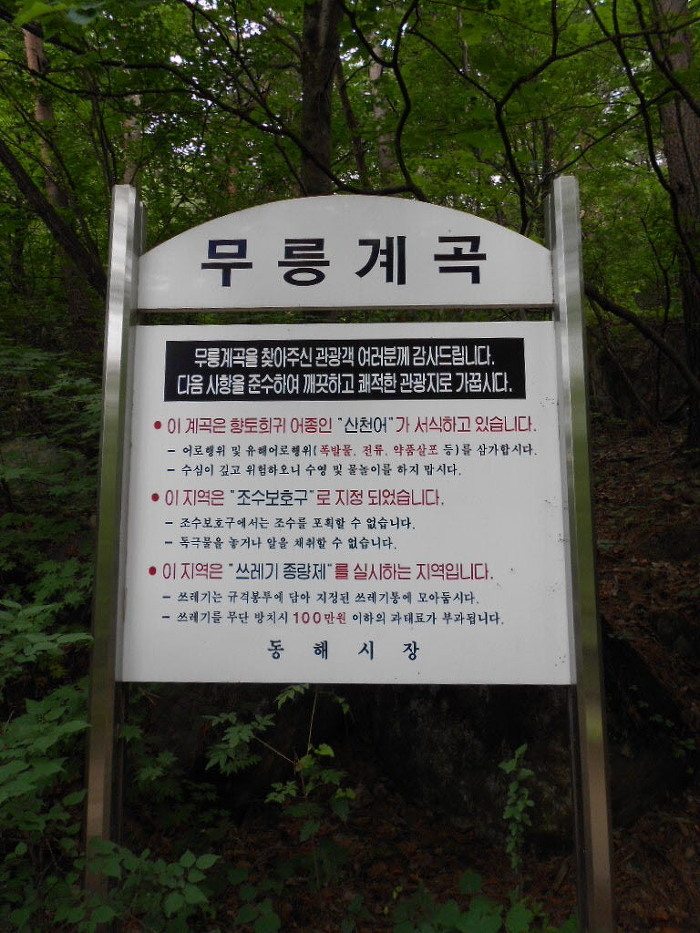 무릉계곡
무릉계곡을 찾아주신 관광객 여러분께 감사드립니다.
다음 사항을 준수하여 깨끗하고 쾌적한 관광지로 가꿉시다.
• 이 계곡은 향토희귀 어종인 "산천어"가 서식하고 있습니다.
- 어로행위 및 유해어로행위(폭발물, 전류, 약품살포 등)를 삼가합시다.
- 수심이 깊고 위험하오니 수영 및 물놀이를 하지 맙시다.
• 이 지역은 "조수보호구"로 지정 되었습니다.
- 조수보호구에서는 조수를 포획할 수 없습니다.
- 독극물을 놓거나 알을 채취할 수 없습니다.
• 이 지역은 "쓰레기 종량제"를 실시하는 지역입니다.
- 쓰레기는 규격봉투에 담아 지정된 쓰레기통에 모아둡시다.
- 쓰레기를 무단 방치시 100만원 이하의 과태료가 부과됩니다.
동해시장